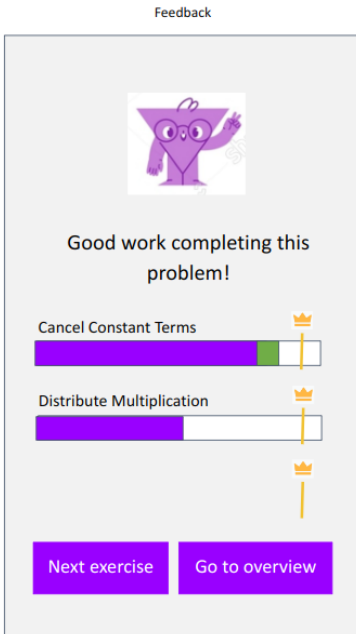 Feedback
Good work completing this
problem!
Cancel Constant Terms
Distribute Multiplication
Next exercise
Go to overview